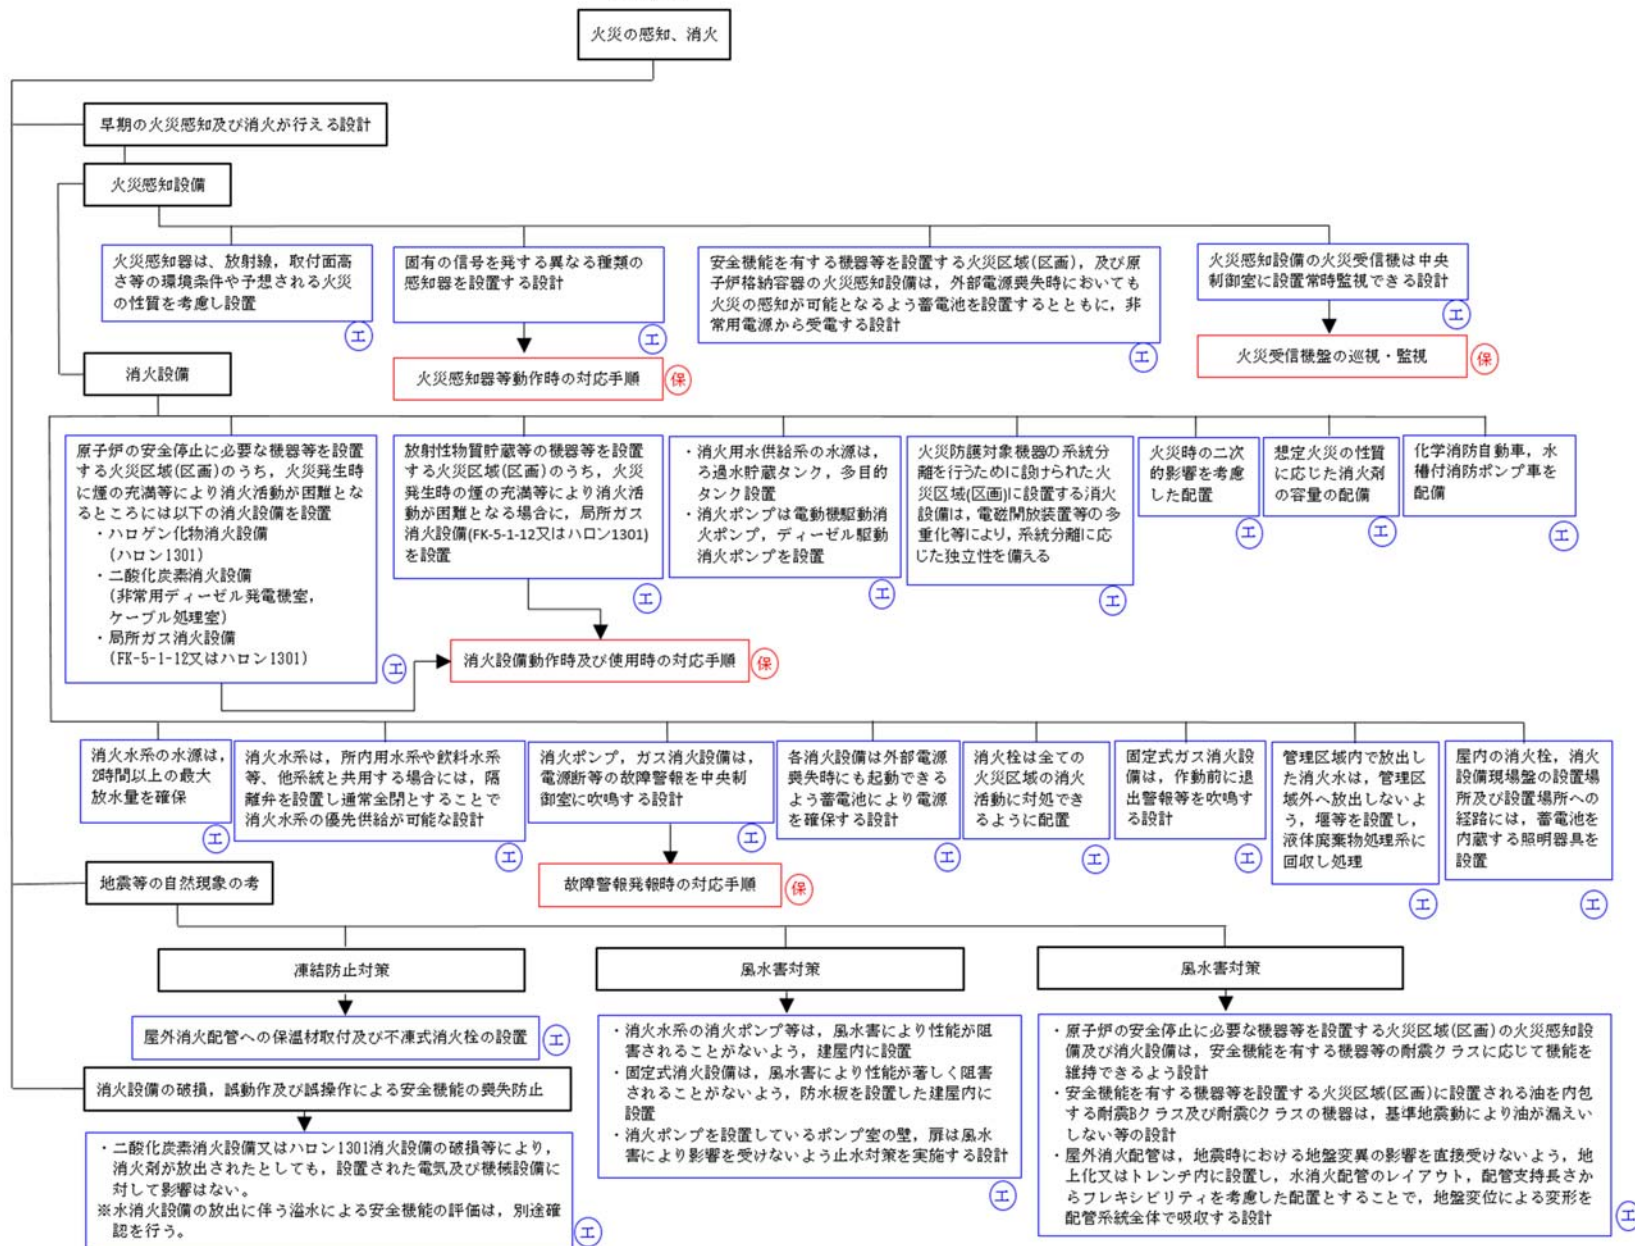 火災の感知、消火
早期の火災感知及び消火が行える設計
火災感知設備
火災感知器は、放射線，取付面高
さ等の環境条件や予想される火災
の性質を考慮し設置
エ
固有の信号を発する異なる種類の
感知器を設置する設計
エ
安全機能を有する機器等を設置する火災区域(区画)，及び原
子炉格納容器の火災感知設備は，外部電源喪失時においても
火災の感知が可能となるよう蓄電池を設置するとともに，非
常用電源から受電する設計
エ
火災感知設備の火災受信機は中央
制御室に設置常時監視できる設計
エ
火災感知器等動作時の対応手順
保
火災受信機盤の巡視・監視
保
消火設備
原子炉の安全停止に必要な機器等を設置
する火災区域(区画)のうち，火災発生時
に煙の充満等により消火活動が困難とな
るところには以下の消火設備を設置
・ハロゲン化物消火設備
(ハロン1301)
・二酸化炭素消火設備
(非常用ディーゼル発電機室，
ケーブル処理室)
・局所ガス消火設備
(FK-5-1-12又はハロン1301)
エ
放射性物質貯蔵等の機器等を設置
する火災区域(区画)のうち，火災
発生時の煙の充満等により消火活
動が困難となる場合に，局所ガス
消火設備(FK-5-1-12又はハロン1301)
を設置
エ
・消火用水供給系の水源は，
ろ過水貯蔵タンク，多目的
タンク設置
・消火ポンプは電動機駆動消
火ポンプ，ディーゼル駆動
消火ポンプを設置
エ
火災防護対象機器の系統分
離を行うために設けられた火
災区域(区画)に設置する消火
設備は，電磁開放装置等の多
重化等により，系統分離に応
じた独立性を備える
エ
火災時の二次
的影響を考慮
した配置
エ
想定火災の性質
に応じた消火剤
の容量の配備
エ
化学消防自動車，水
槽付消防ポンプ車を
配備
エ
消火設備動作時及び使用時の対応手順
保
消火水系の水源は，
2時間以上の最大
放水量を確保
エ
消火水系は，所内用水系や飲料水系
等、他系統と共用する場合には，隔
離弁を設置し通常全閉とすることで
消火水系の優先供給が可能な設計
エ
消火ポンプ，ガス消火設備は，
電源断等の故障警報を中央制
御室に吹鳴する設計
エ
各消火設備は外部電源
喪失時にも起動できる
よう蓄電池により電源
を確保する設計
エ
消火栓は全ての
火災区域の消火
活動に対処でき
るように配置
エ
固定式ガス消火設
備は，作動前に退
出警報等を吹鳴す
る設計
エ
管理区域内で放出し
た消火水は，管理区
域外へ放出しないよ
う，堰等を設置し，
液体廃棄物処理系に
回収し処理
エ
屋内の消火栓，消火
設備現場盤の設置場
所及び設置場所への
経路には，蓄電池を
内蔵する照明器具を
設置
エ
故障警報発報時の対応手順
保
地震等の自然現象の考
凍結防止対策
風水害対策
風水害対策
屋外消火配管への保温材取付及び不凍式消火栓の設置
エ
・消火水系の消火ポンプ等は，風水害により性能が阻
害されることがないよう，建屋内に設置
・固定式消火設備は，風水害により性能が著しく阻害
されることがないよう，防水板を設置した建屋内に
設置
・消火ポンプを設置しているポンプ室の壁，扉は風水
害により影響を受けないよう止水対策を実施する設計
エ
・原子炉の安全停止に必要な機器等を設置する火災区域(区画)の火災感知設
備及び消火設備は，安全機能を有する機器等の耐震クラスに応じて機能を
維持できるよう設計
・安全機能を有する機器等を設置する火災区域(区画)に設置される油を内包
する耐震Bクラス及び耐震Cクラスの機器は，基準地震動により油が漏えい
しない等の設計
・屋外消火配管は，地震時における地盤変異の影響を直接受けないよう，地
上化又はトレンチ内に設置し，水消火配管のレイアウト，配管支持長さか
らフレキシビリティを考慮した配置とすることで，地盤変位による変形を
配管系統全体で吸収する設計
エ
消火設備の破損，誤動作及び誤操作による安全機能の喪失防止
・二酸化炭素消火設備又はハロン1301消火設備の破損等により，
消火剤が放出されたとしても，設置された電気及び機械設備に
対して影響はない。
※水消火設備の放出に伴う溢水による安全機能の評価は，別途確
認を行う。
エ